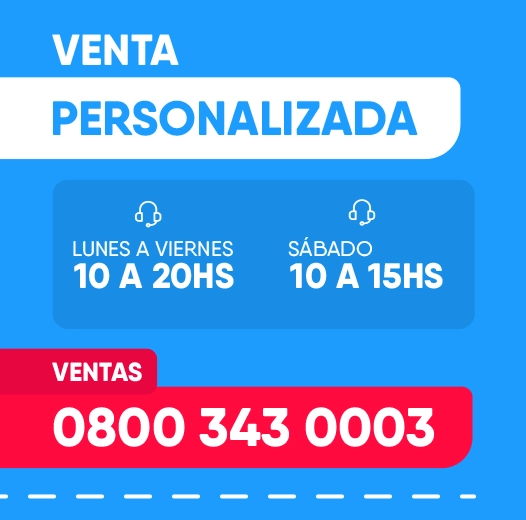 VENTA
PERSONALIZADA
LUNES A VIERNES
10 A 20HS
SÁBADO
10 A 15HS
VENTAS
0800 343 0003